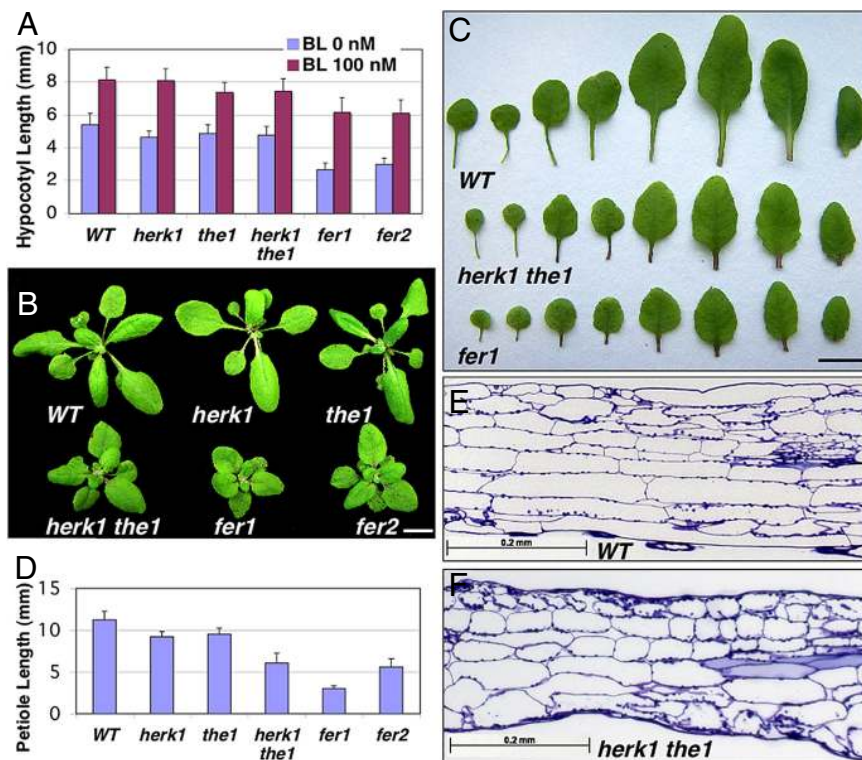 A
BL 0 nM
BL 100 nM
Hypocotyl Length (mm)
10
8
6
4
2
0
WT herk1 the1 herk1 the1 fer1 fer2
B
WT herk1 the1
herk1 the1 fer1 fer2
C
WT
herk1 the1
fer1
D
Petiole Length (mm)
15
10
5
0
WT herk1 the1 herk1 the1 fer1 fer2
E
0.2 mm
WT
F
0.2 mm
herk1 the1